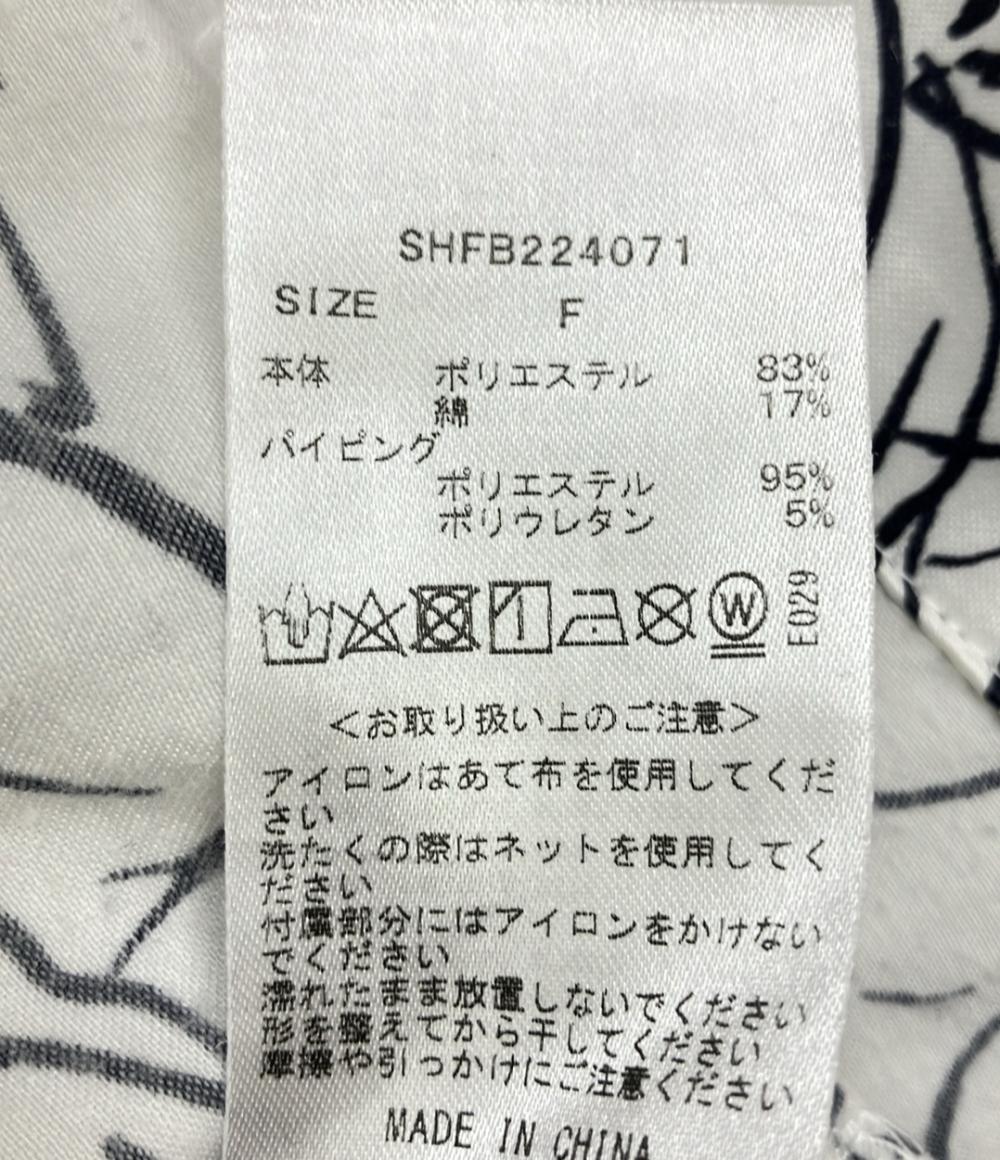 SHFB224071
SIZE F
本体 ポリエステル 83%
綿 17%
パイピング
ポリエステル 95%
ポリウレタン 5%
W E029
<お取り扱い上のご注意>
アイロンはあて布を使用してくだ
さい
洗たくの際はネットを使用してく
ださい
付属部分にはアイロンをかけない
でください
濡れたまま放置しないでください
形を整えてから干してください
摩擦や引っかけにご注意ください
MADE IN CHINA